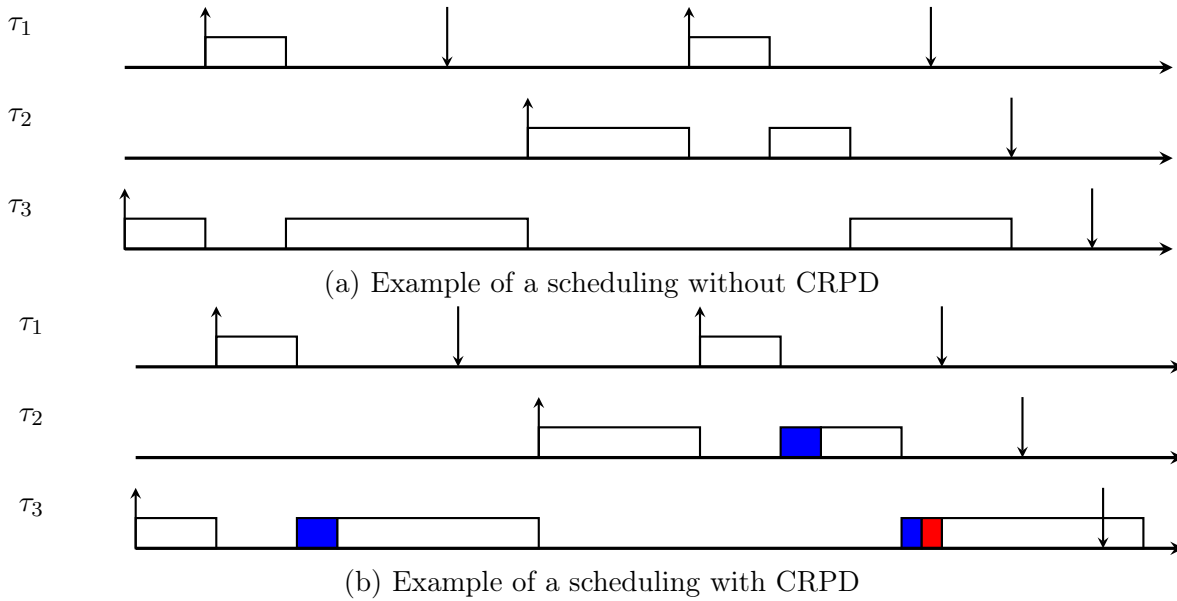 τ1
τ2
τ3
(a) Example of a scheduling without CRPD
τ1
τ2
τ3
(b) Example of a scheduling with CRPD